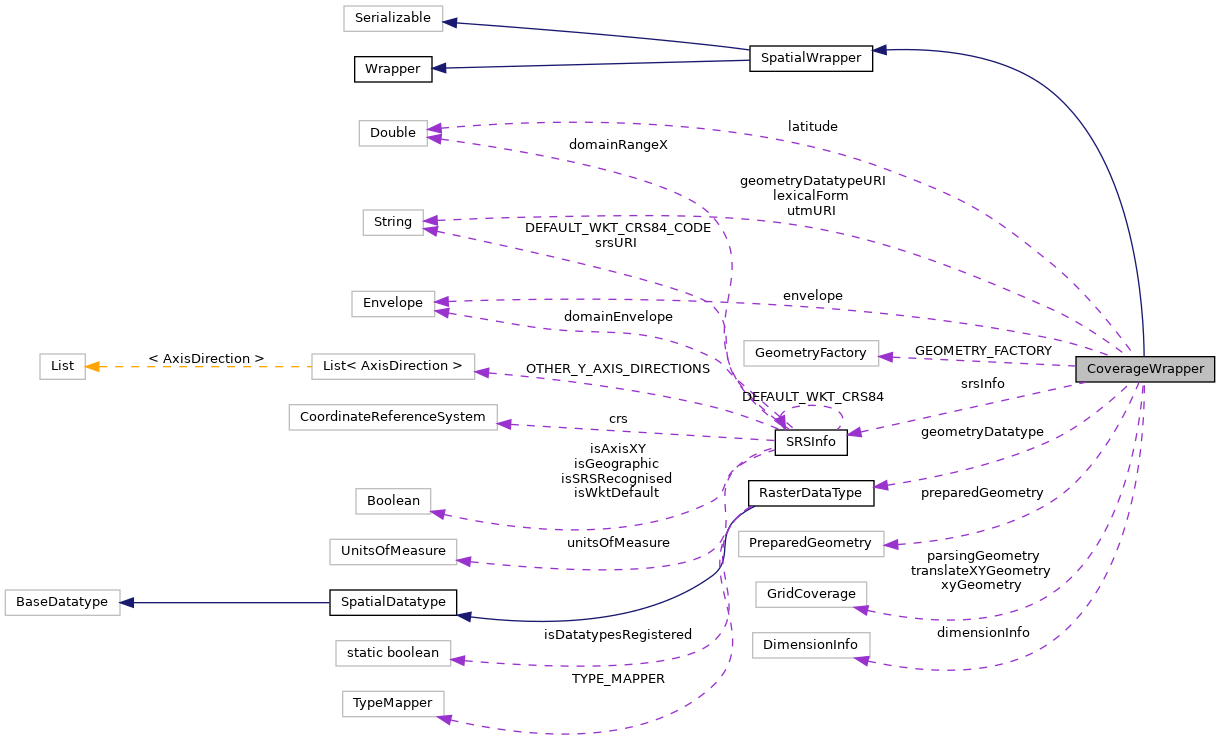 Serializable
SpatialWrapper
Wrapper
latitude
Double
domainRangeX
geometryDatatypeURI
lexicalForm
utmURI
String
DEFAULT_WKT_CRS84_CODE
srsURI
envelope
Envelope
domainEnvelope
GeometryFactory
GEOMETRY_FACTORY
List
< AxisDirection >
List< AxisDirection >
OTHER_Y_AXIS_DIRECTIONS
CoverageWrapper
srsInfo
DEFAULT_WKT_CRS84
CoordinateReferenceSystem
crs
SRSInfo
geometryDatatype
isAxisXY
isGeographic
isSRSRecognised
isWktDefault
Boolean
RasterDataType
preparedGeometry
UnitsOfMeasure
unitsOfMeasure
PreparedGeometry
parsingGeometry
translateXYGeometry
xyGeometry
BaseDatatype
SpatialDatatype
GridCoverage
isDatatypesRegistered
static boolean
DimensionInfo
dimensionInfo
TYPE_MAPPER
TypeMapper